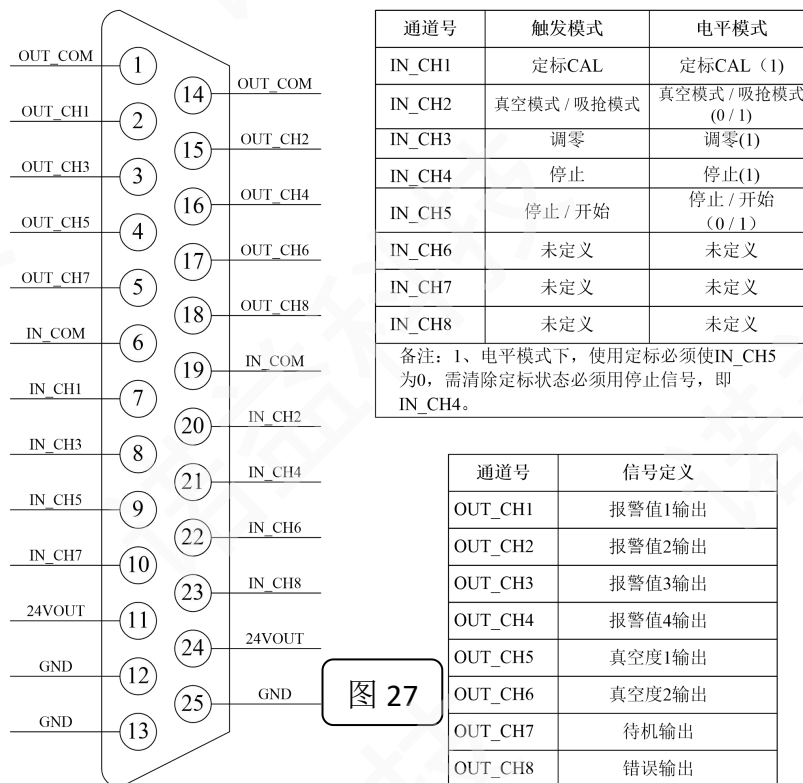 OUT_COM
1
OUT_COM
14
OUT_CH1
2
OUT_CH2
15
OUT_CH3
3
OUT_CH4
16
OUT_CH5
4
OUT_CH6
17
OUT_CH7
5
OUT_CH8
18
IN_COM
6
IN_COM
19
IN_CH1
7
IN_CH2
20
IN_CH3
8
IN_CH4
21
IN_CH5
9
IN_CH6
22
IN_CH7
10
IN_CH8
23
24VOUT
11
24VOUT
24
GND
12
GND
25
GND
13
图 27
通道号 触发模式 电平模式
IN_CH1 定标CAL 定标CAL（1)
IN_CH2 真空模式 / 吸抢模式 真空模式 / 吸抢模式
(0 / 1)
IN_CH3 调零 调零(1)
IN_CH4 停止 停止(1)
IN_CH5 停止 / 开始 停止 / 开始
（0 / 1）
IN_CH6 未定义 未定义
IN_CH7 未定义 未定义
IN_CH8 未定义 未定义
备注：1、电平模式下，使用定标必须使IN_CH5
为0，需清除定标状态必须用停止信号，即
IN_CH4。
通道号 信号定义
OUT_CH1 报警值1输出
OUT_CH2 报警值2输出
OUT_CH3 报警值3输出
OUT_CH4 报警值4输出
OUT_CH5 真空度1输出
OUT_CH6 真空度2输出
OUT_CH7 待机输出
OUT_CH8 错误输出